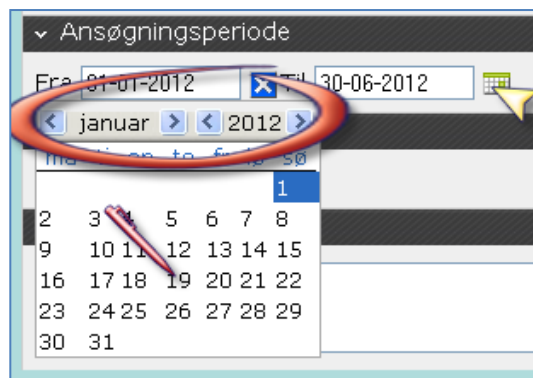 Ansøgningsperiode
Fra 01-01-2012 Til 30-06-2012
januar 2012
ma ti on to fr lø sø
1
2 3 4 5 6 7 8
9 10 11 12 13 14 15
16 17 18 19 20 21 22
23 24 25 26 27 28 29
30 31